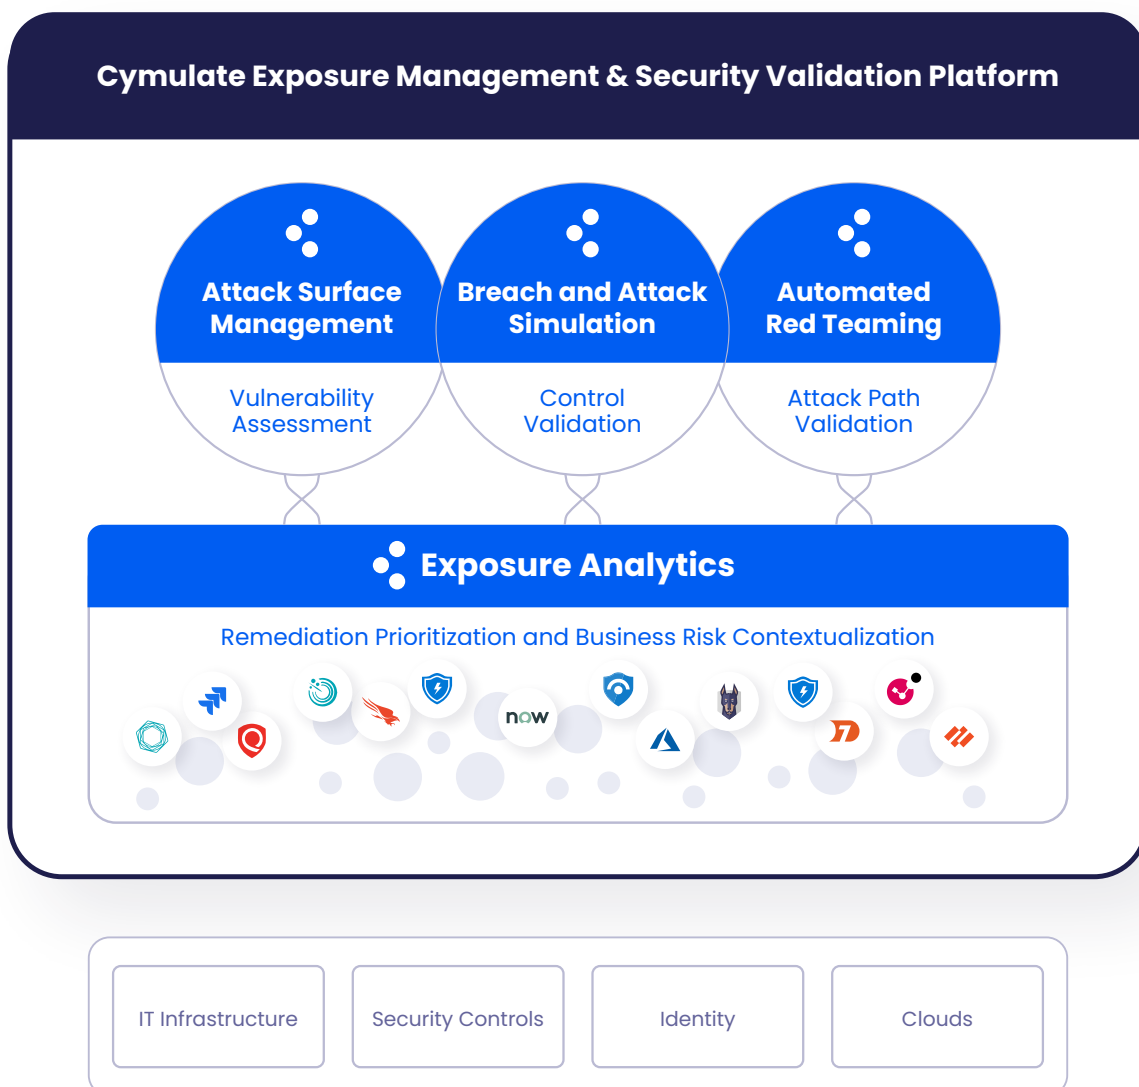 Cymulate Exposure Management & Security Validation Platform
Attack Surface
Management
Vulnerability
Assessment
Breach and Attack
Simulation
Control
Validation
Automated
Red Teaming
Attack Path
Validation
Exposure Analytics
Remediation Prioritization and Business Risk Contextualization
now
IT Infrastructure
Security Controls
Identity
Clouds